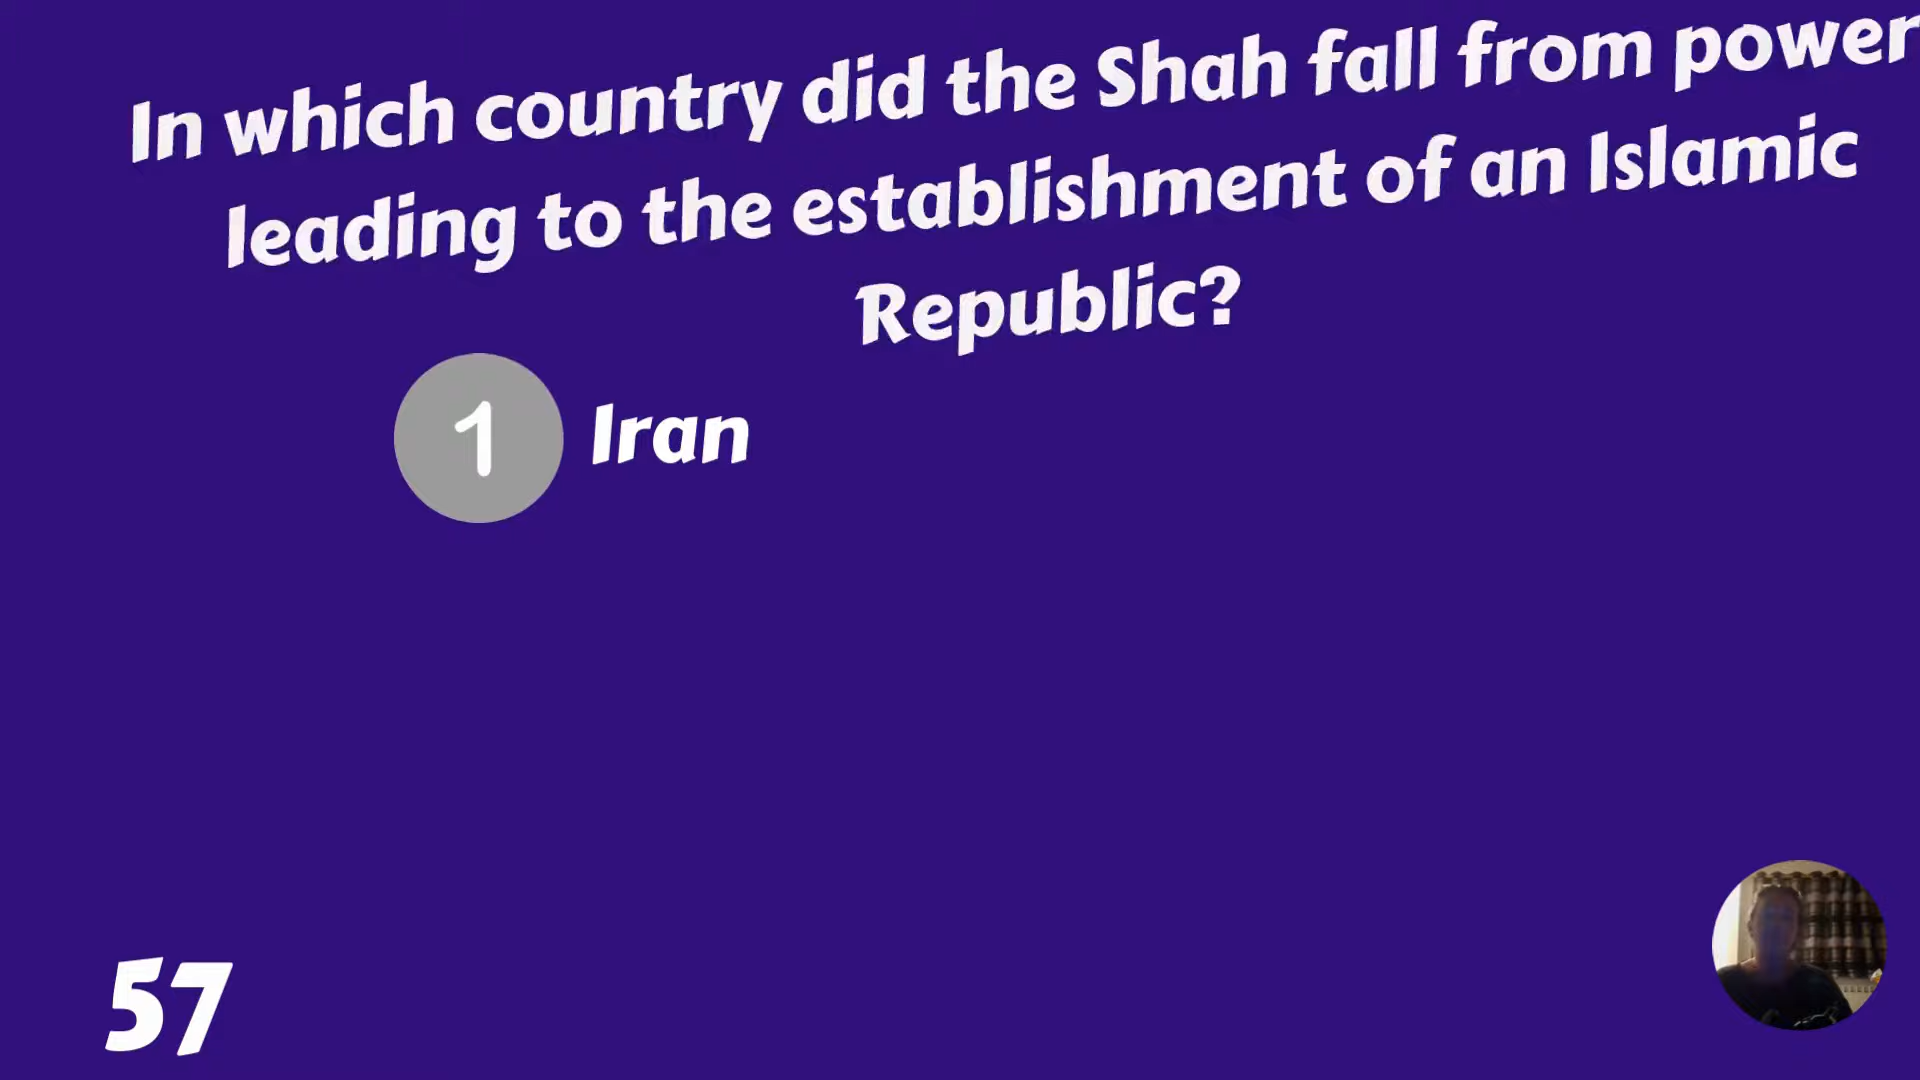 In which country did the Shah fall from power
leading to the establishment of an Islamic
Republic?
1 Iran
57